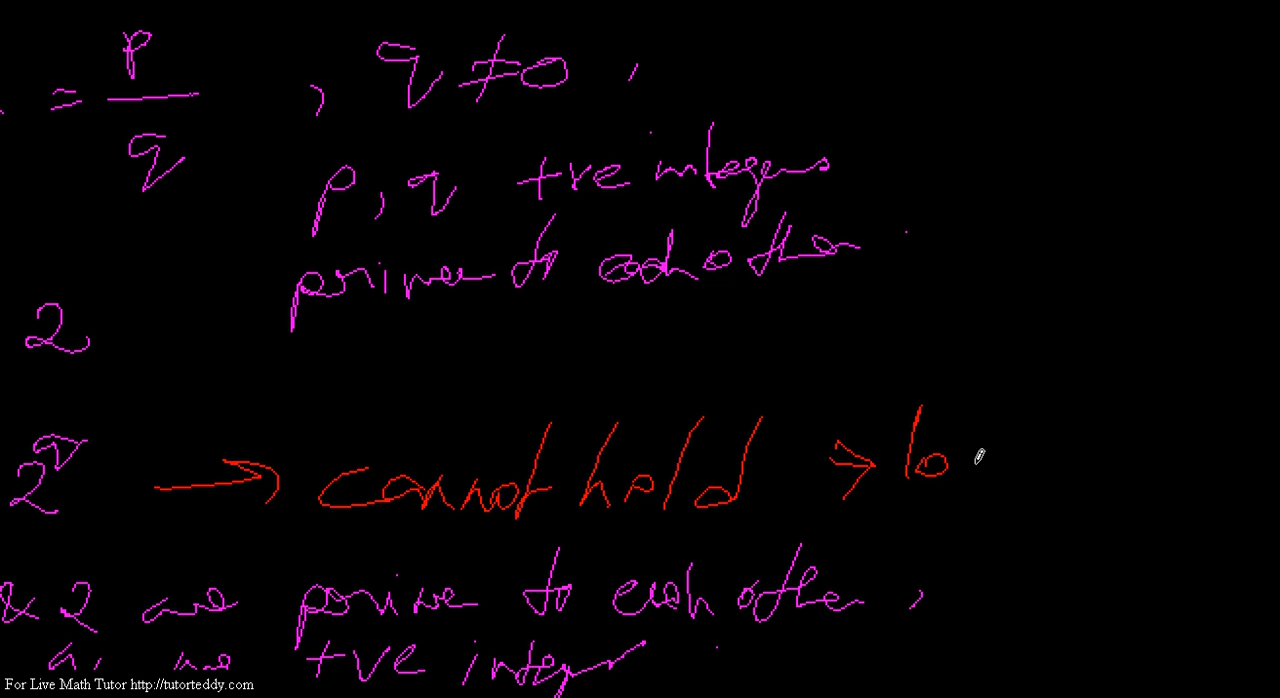 = p/q , q ≠ 0 ,
p, q +ve integers
prime to each other .
2
2^q → cannot hold > lo
& 2 are prime to each other ,
+ve integer
For Live Math Tutor http://tutorteddy.com